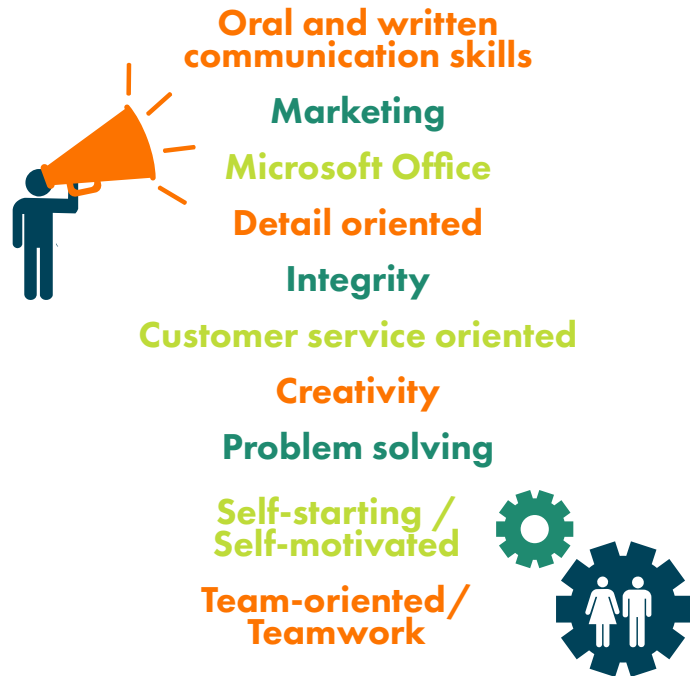 Oral and written
communication skills
Marketing
Microsoft Office
Detail oriented
Integrity
Customer service oriented
Creativity
Problem solving
Self-starting /
Self-motivated
Team-oriented/
Teamwork